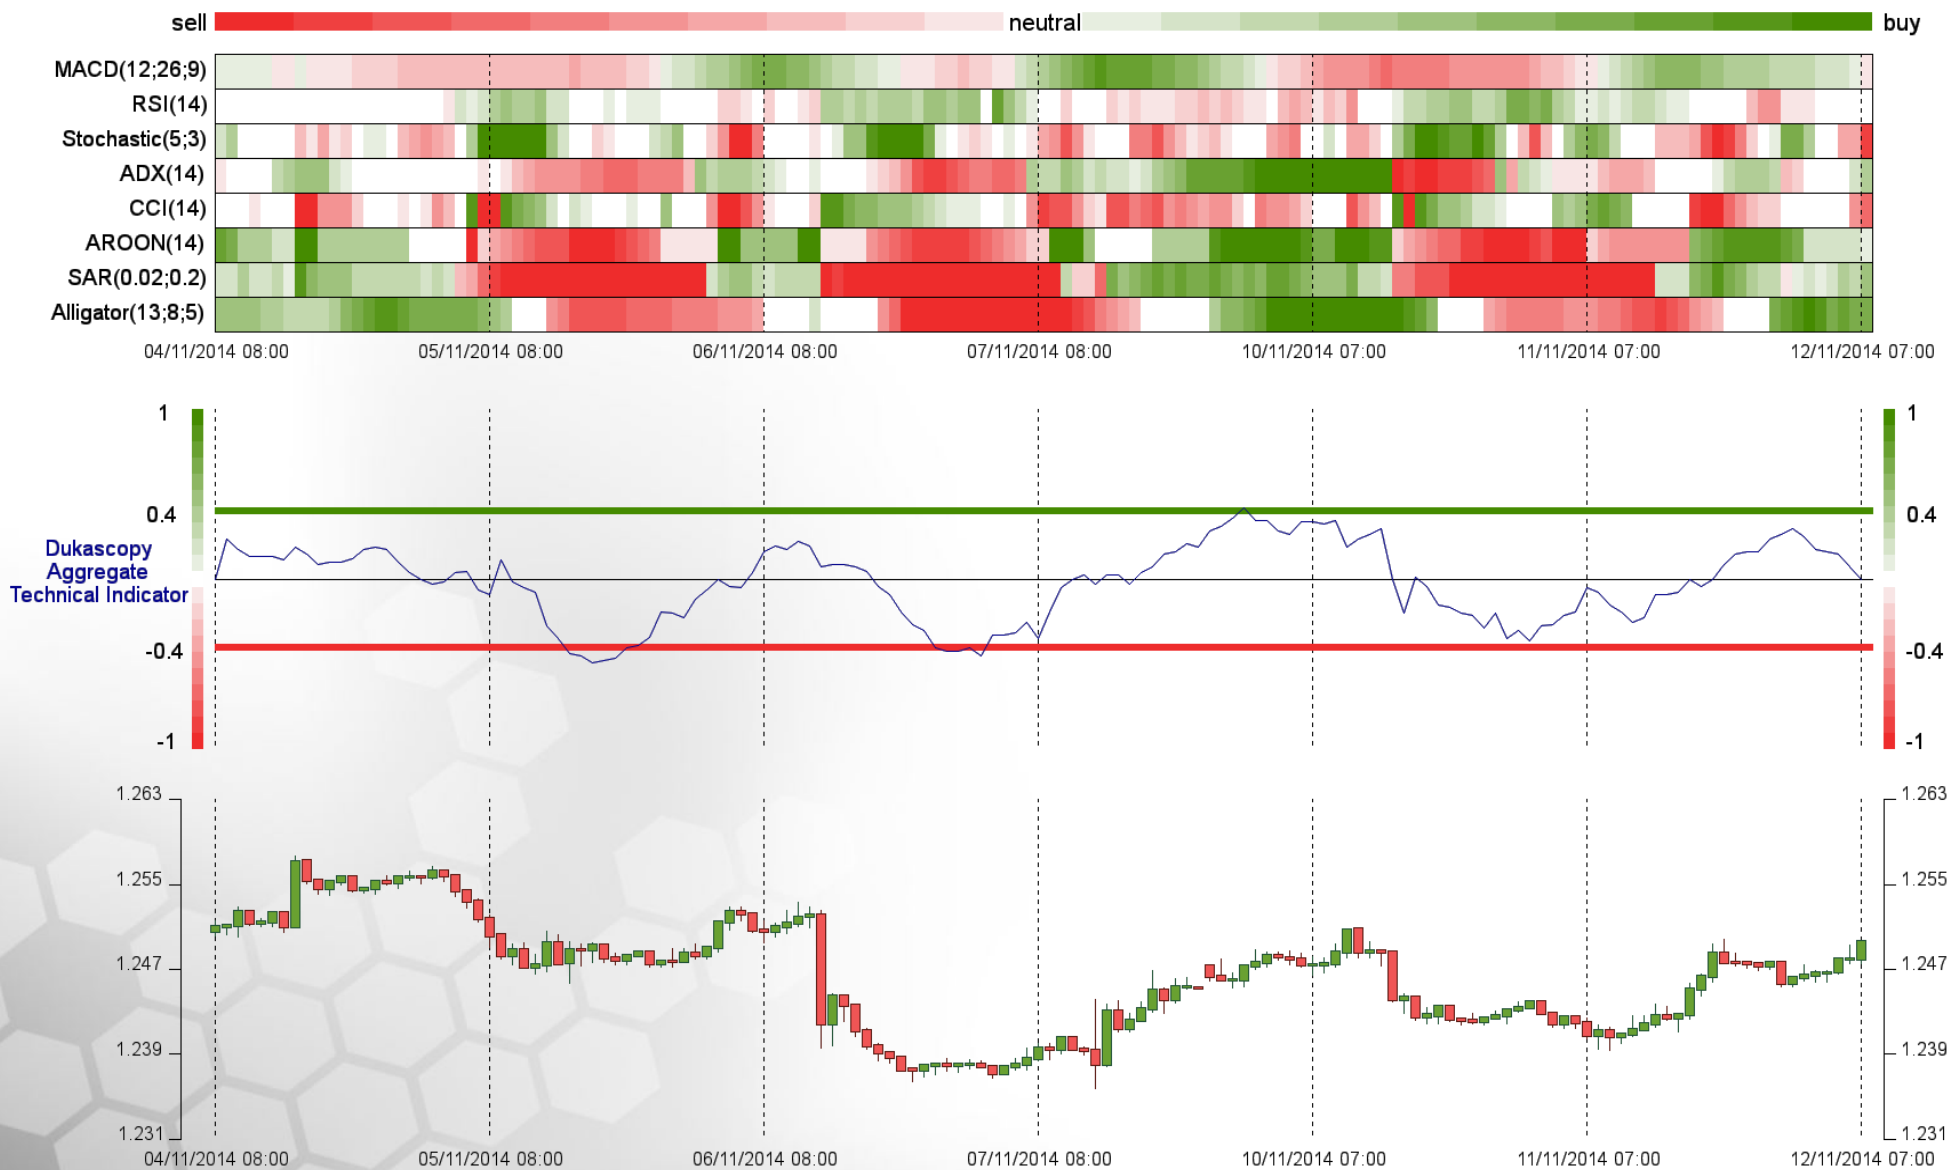 sell neutral buy
MACD(12;26;9)
RSI(14)
Stochastic(5;3)
ADX(14)
CCI(14)
AROON(14)
SAR(0.02;0.2)
Alligator(13;8;5)
04/11/2014 08:00 05/11/2014 08:00 06/11/2014 08:00 07/11/2014 08:00 10/11/2014 07:00 11/11/2014 07:00 12/11/2014 07:00
1 1
0.4 0.4
Dukascopy
Aggregate
Technical Indicator
-0.4 -0.4
-1 -1
1.263 1.263
1.255 1.255
1.247 1.247
1.239 1.239
1.231 1.231
04/11/2014 08:00 05/11/2014 08:00 06/11/2014 08:00 07/11/2014 08:00 10/11/2014 07:00 11/11/2014 07:00 12/11/2014 07:00